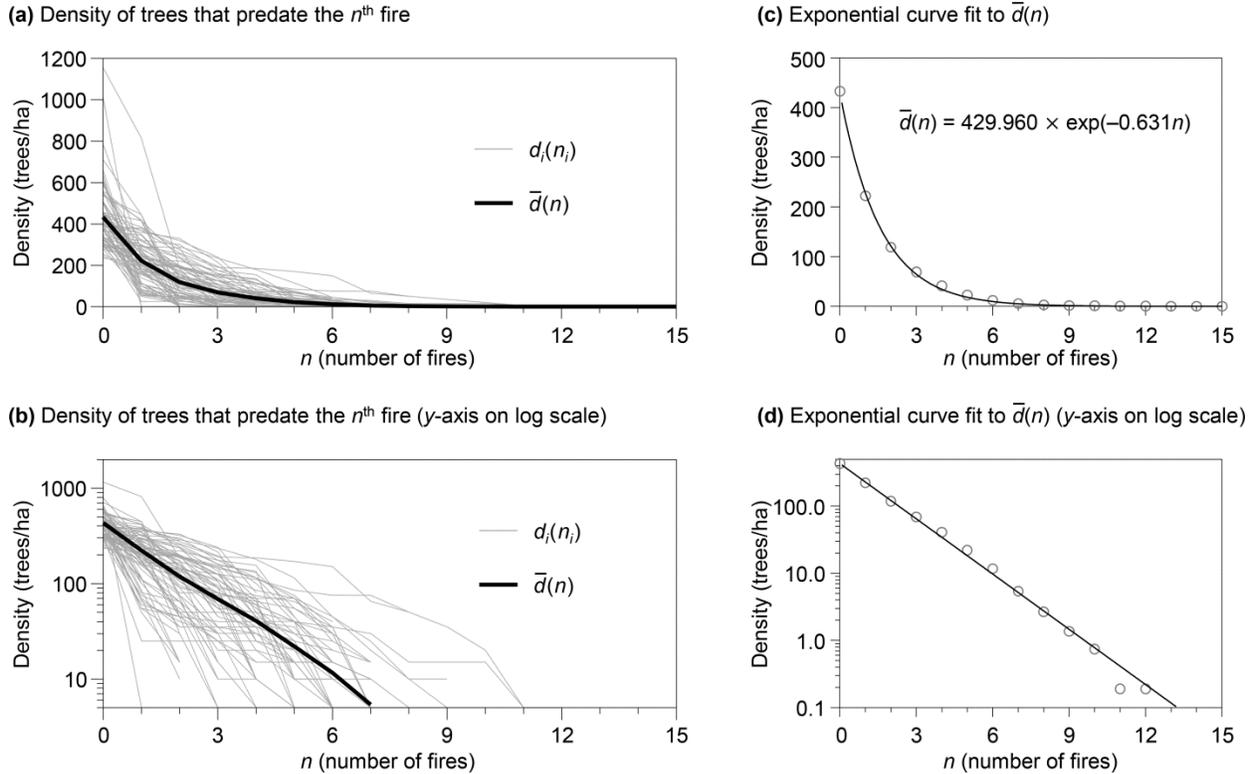 (a) Density of trees that predate the nᵗʰ fire
Density (trees/ha)
1200
1000
800
600
400
200
0
dᵢ(nᵢ)
d̅(n)
0 3 6 9 12 15
n (number of fires)
(c) Exponential curve fit to d̅(n)
Density (trees/ha)
500
400
300
200
100
0
d̅(n) = 429.960 × exp(–0.631n)
0 3 6 9 12 15
n (number of fires)
(b) Density of trees that predate the nᵗʰ fire (y-axis on log scale)
Density (trees/ha)
1000
100
10
dᵢ(nᵢ)
d̅(n)
0 3 6 9 12 15
n (number of fires)
(d) Exponential curve fit to d̅(n) (y-axis on log scale)
Density (trees/ha)
100.0
10.0
1.0
0.1
0 3 6 9 12 15
n (number of fires)